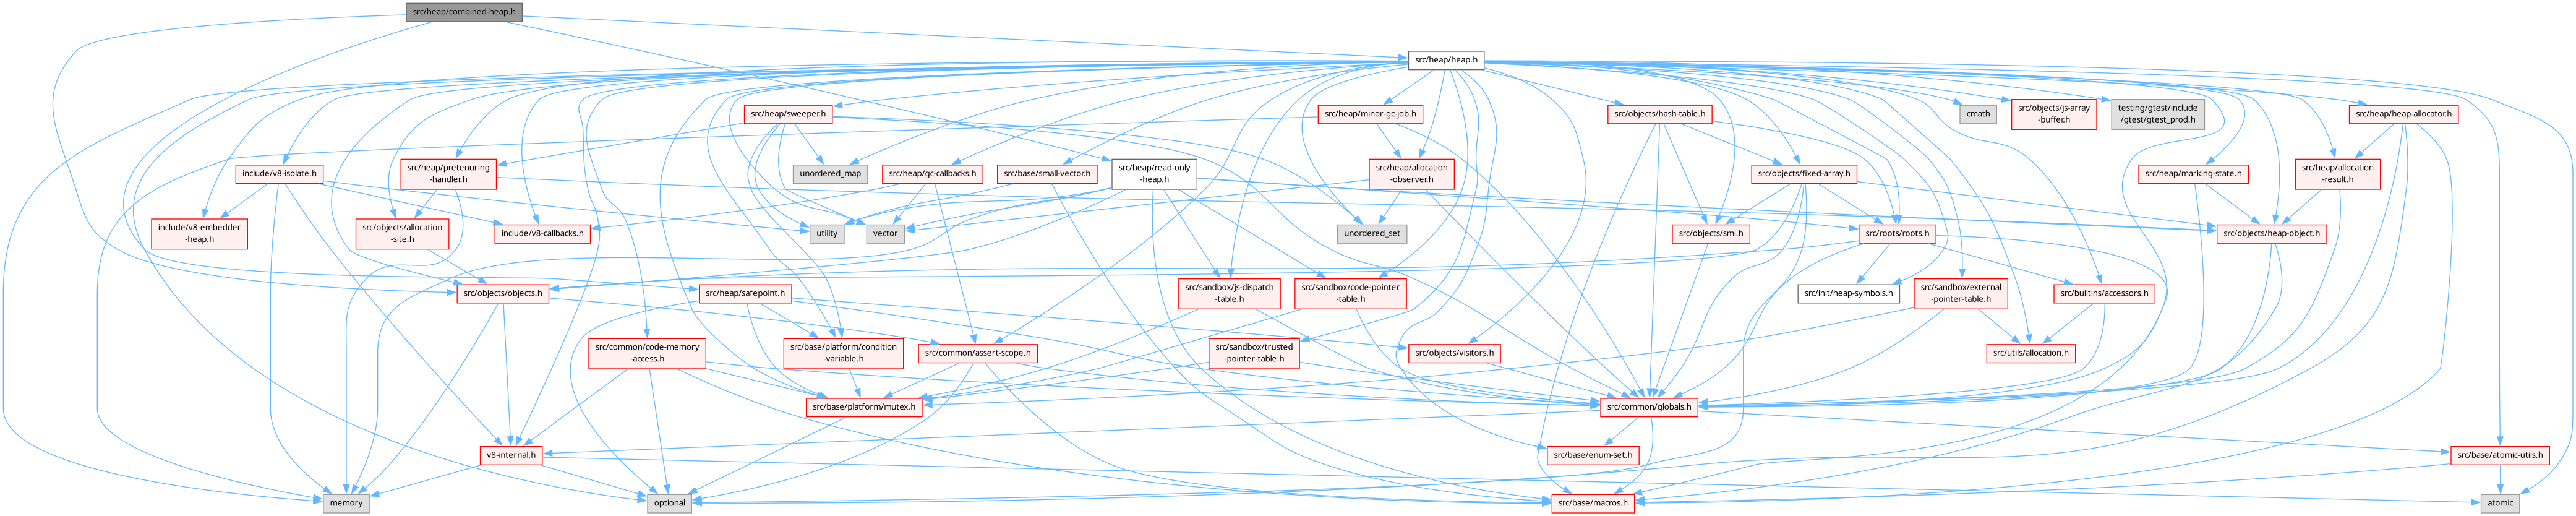 src/heap/combined-heap.h
src/heap/heap.h
src/heap/sweeper.h
src/heap/minor-gc-job.h
src/objects/hash-table.h
cmath
src/objects/js-array
-buffer.h
testing/gtest/include
/gtest/gtest_prod.h
src/heap/heap-allocator.h
include/v8-isolate.h
src/heap/pretenuring
-handler.h
unordered_map
src/heap/gc-callbacks.h
src/base/small-vector.h
src/heap/read-only
-heap.h
src/heap/allocation
-observer.h
src/objects/fixed-array.h
src/heap/marking-state.h
src/heap/allocation
-result.h
include/v8-embedder
-heap.h
src/objects/allocation
-site.h
include/v8-callbacks.h
utility
vector
unordered_set
src/objects/smi.h
src/roots/roots.h
src/objects/heap-object.h
src/objects/objects.h
src/heap/safepoint.h
src/sandbox/js-dispatch
-table.h
src/sandbox/code-pointer
-table.h
src/init/heap-symbols.h
src/sandbox/external
-pointer-table.h
src/builtins/accessors.h
src/common/code-memory
-access.h
src/base/platform/condition
-variable.h
src/common/assert-scope.h
src/sandbox/trusted
-pointer-table.h
src/objects/visitors.h
src/utils/allocation.h
src/base/platform/mutex.h
src/common/globals.h
v8-internal.h
src/base/enum-set.h
src/base/atomic-utils.h
memory
optional
src/base/macros.h
atomic